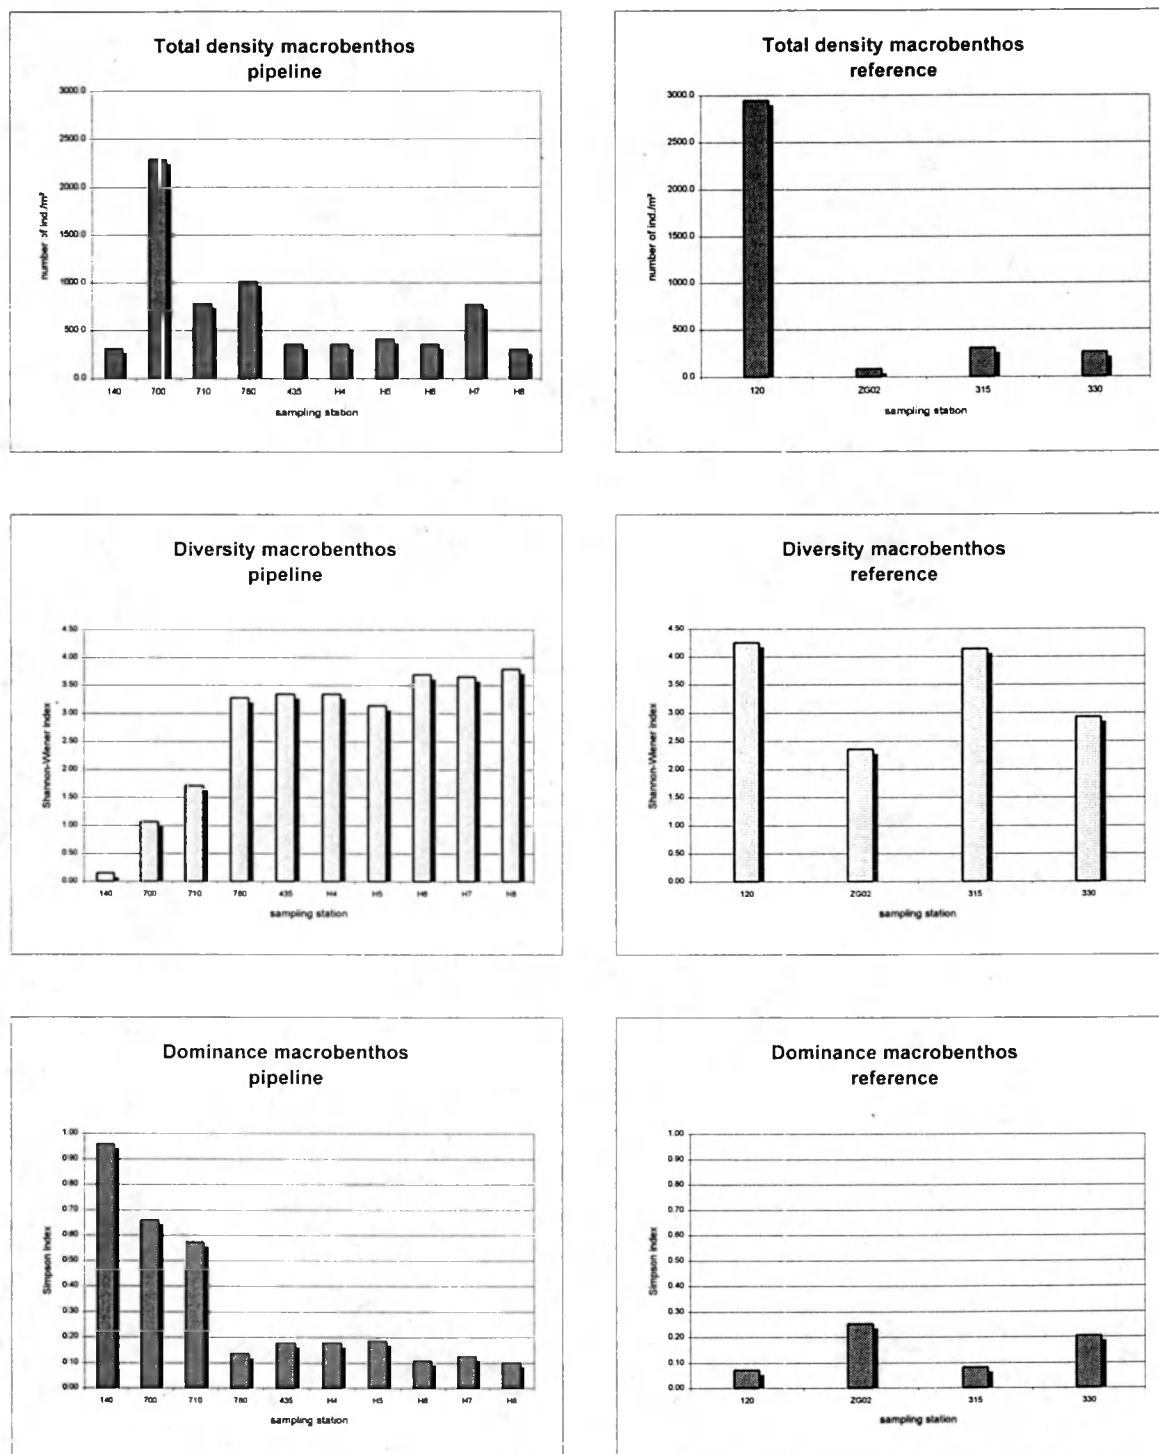 Total density macrobenthos
pipeline
number of ind./m²
3000.0
2500.0
2000.0
1500.0
1000.0
500.0
0.0
140 700 710 780 435 H4 H5 H6 H7 H8
sampling station
Total density macrobenthos
reference
number of ind./m²
3000.0
2500.0
2000.0
1500.0
1000.0
500.0
0.0
120 ZG02 315 330
sampling station
Diversity macrobenthos
pipeline
Shannon-Wiener Index
4.50
4.00
3.50
3.00
2.50
2.00
1.50
1.00
0.50
0.00
140 700 710 780 435 H4 H5 H6 H7 H8
sampling station
Diversity macrobenthos
reference
Shannon-Wiener Index
4.50
4.00
3.50
3.00
2.50
2.00
1.50
1.00
0.50
0.00
120 ZG02 315 330
sampling station
Dominance macrobenthos
pipeline
Simpson Index
1.00
0.90
0.80
0.70
0.60
0.50
0.40
0.30
0.20
0.10
0.00
140 700 710 780 435 H4 H5 H6 H7 H8
sampling station
Dominance macrobenthos
reference
Simpson Index
1.00
0.90
0.80
0.70
0.60
0.50
0.40
0.30
0.20
0.10
0.00
120 ZG02 315 330
sampling station